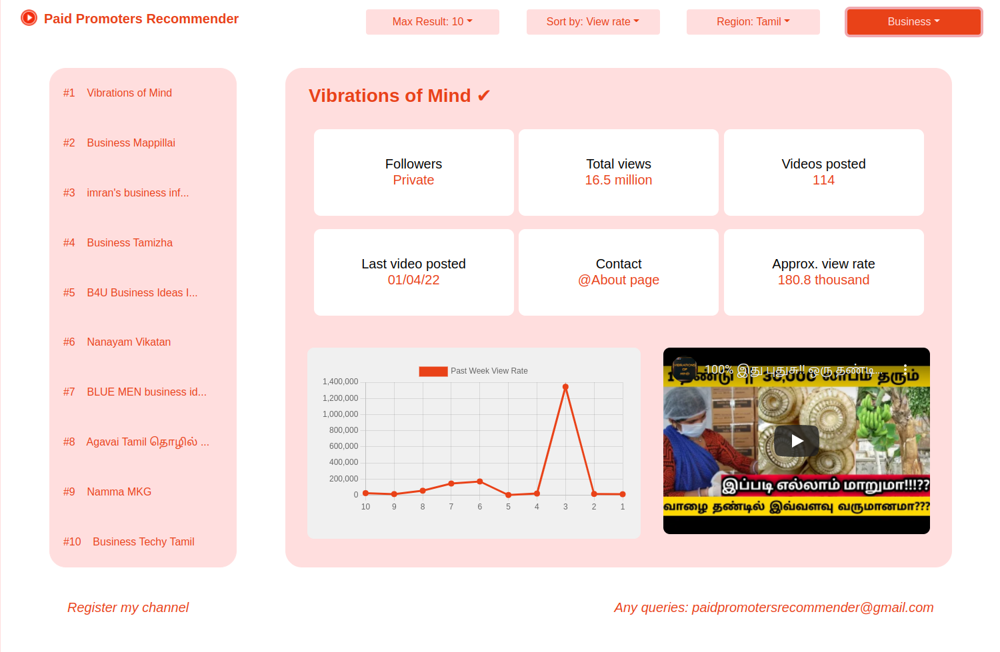 Paid Promoters Recommender
Max Result: 10
Sort by: View rate
Region: Tamil
Business
#1 Vibrations of Mind
#2 Business Mappillai
#3 imran's business inf...
#4 Business Tamizha
#5 B4U Business Ideas I...
#6 Nanayam Vikatan
#7 BLUE MEN business id...
#8 Agavai Tamil தொழில் ...
#9 Namma MKG
#10 Business Techy Tamil
Vibrations of Mind ✔
Followers
Private
Total views
16.5 million
Videos posted
114
Last video posted
01/04/22
Contact
@About page
Approx. view rate
180.8 thousand
Past Week View Rate
1,400,000
1,200,000
1,000,000
800,000
600,000
400,000
200,000
0
10 9 8 7 6 5 4 3 2 1
VIBRATIONS
OF
MIND
100% இது புதுசு!! ஒரு தண்டி...
1 தண்டு || 30,000 லாபம் தரும்
இப்படி எல்லாம் மாறுமா!!!??
வாழை தண்டில் இவ்வளவு வருமானமா???
Register my channel
Any queries: paidpromotersrecommender@gmail.com